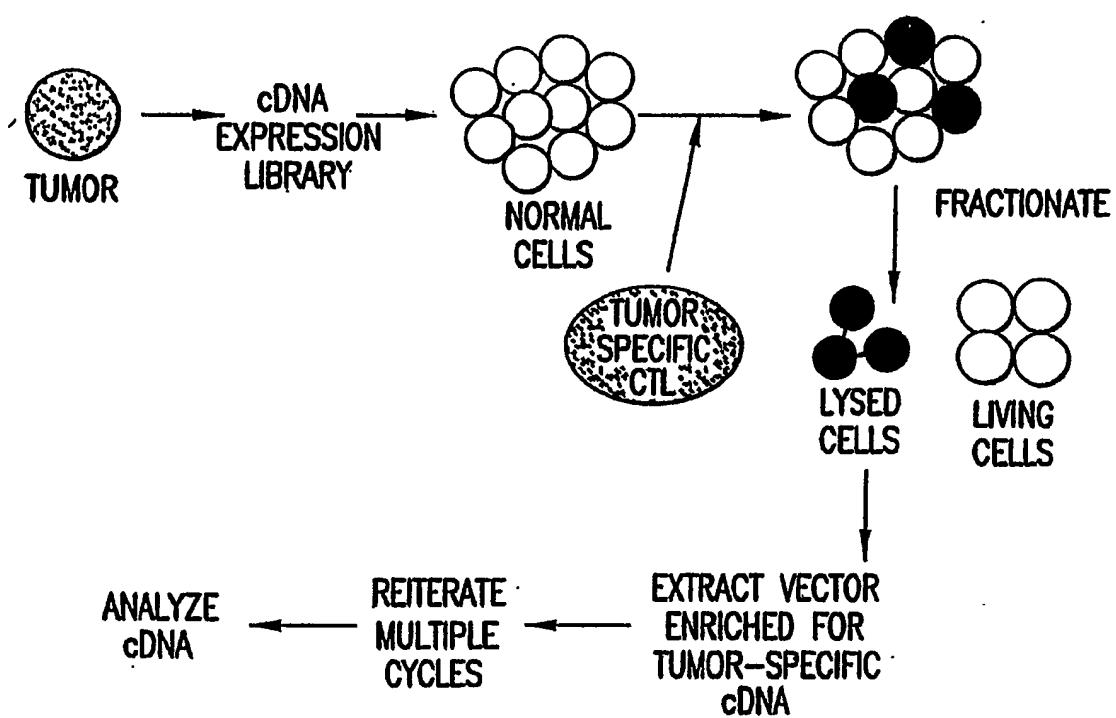 TUMOR
cDNA
EXPRESSION
LIBRARY
NORMAL
CELLS
TUMOR
SPECIFIC
CTL
FRACTIONATE
LYSED
CELLS
LIVING
CELLS
EXTRACT VECTOR
ENRICHED FOR
TUMOR-SPECIFIC
cDNA
REITERATE
MULTIPLE
CYCLES
ANALYZE
cDNA